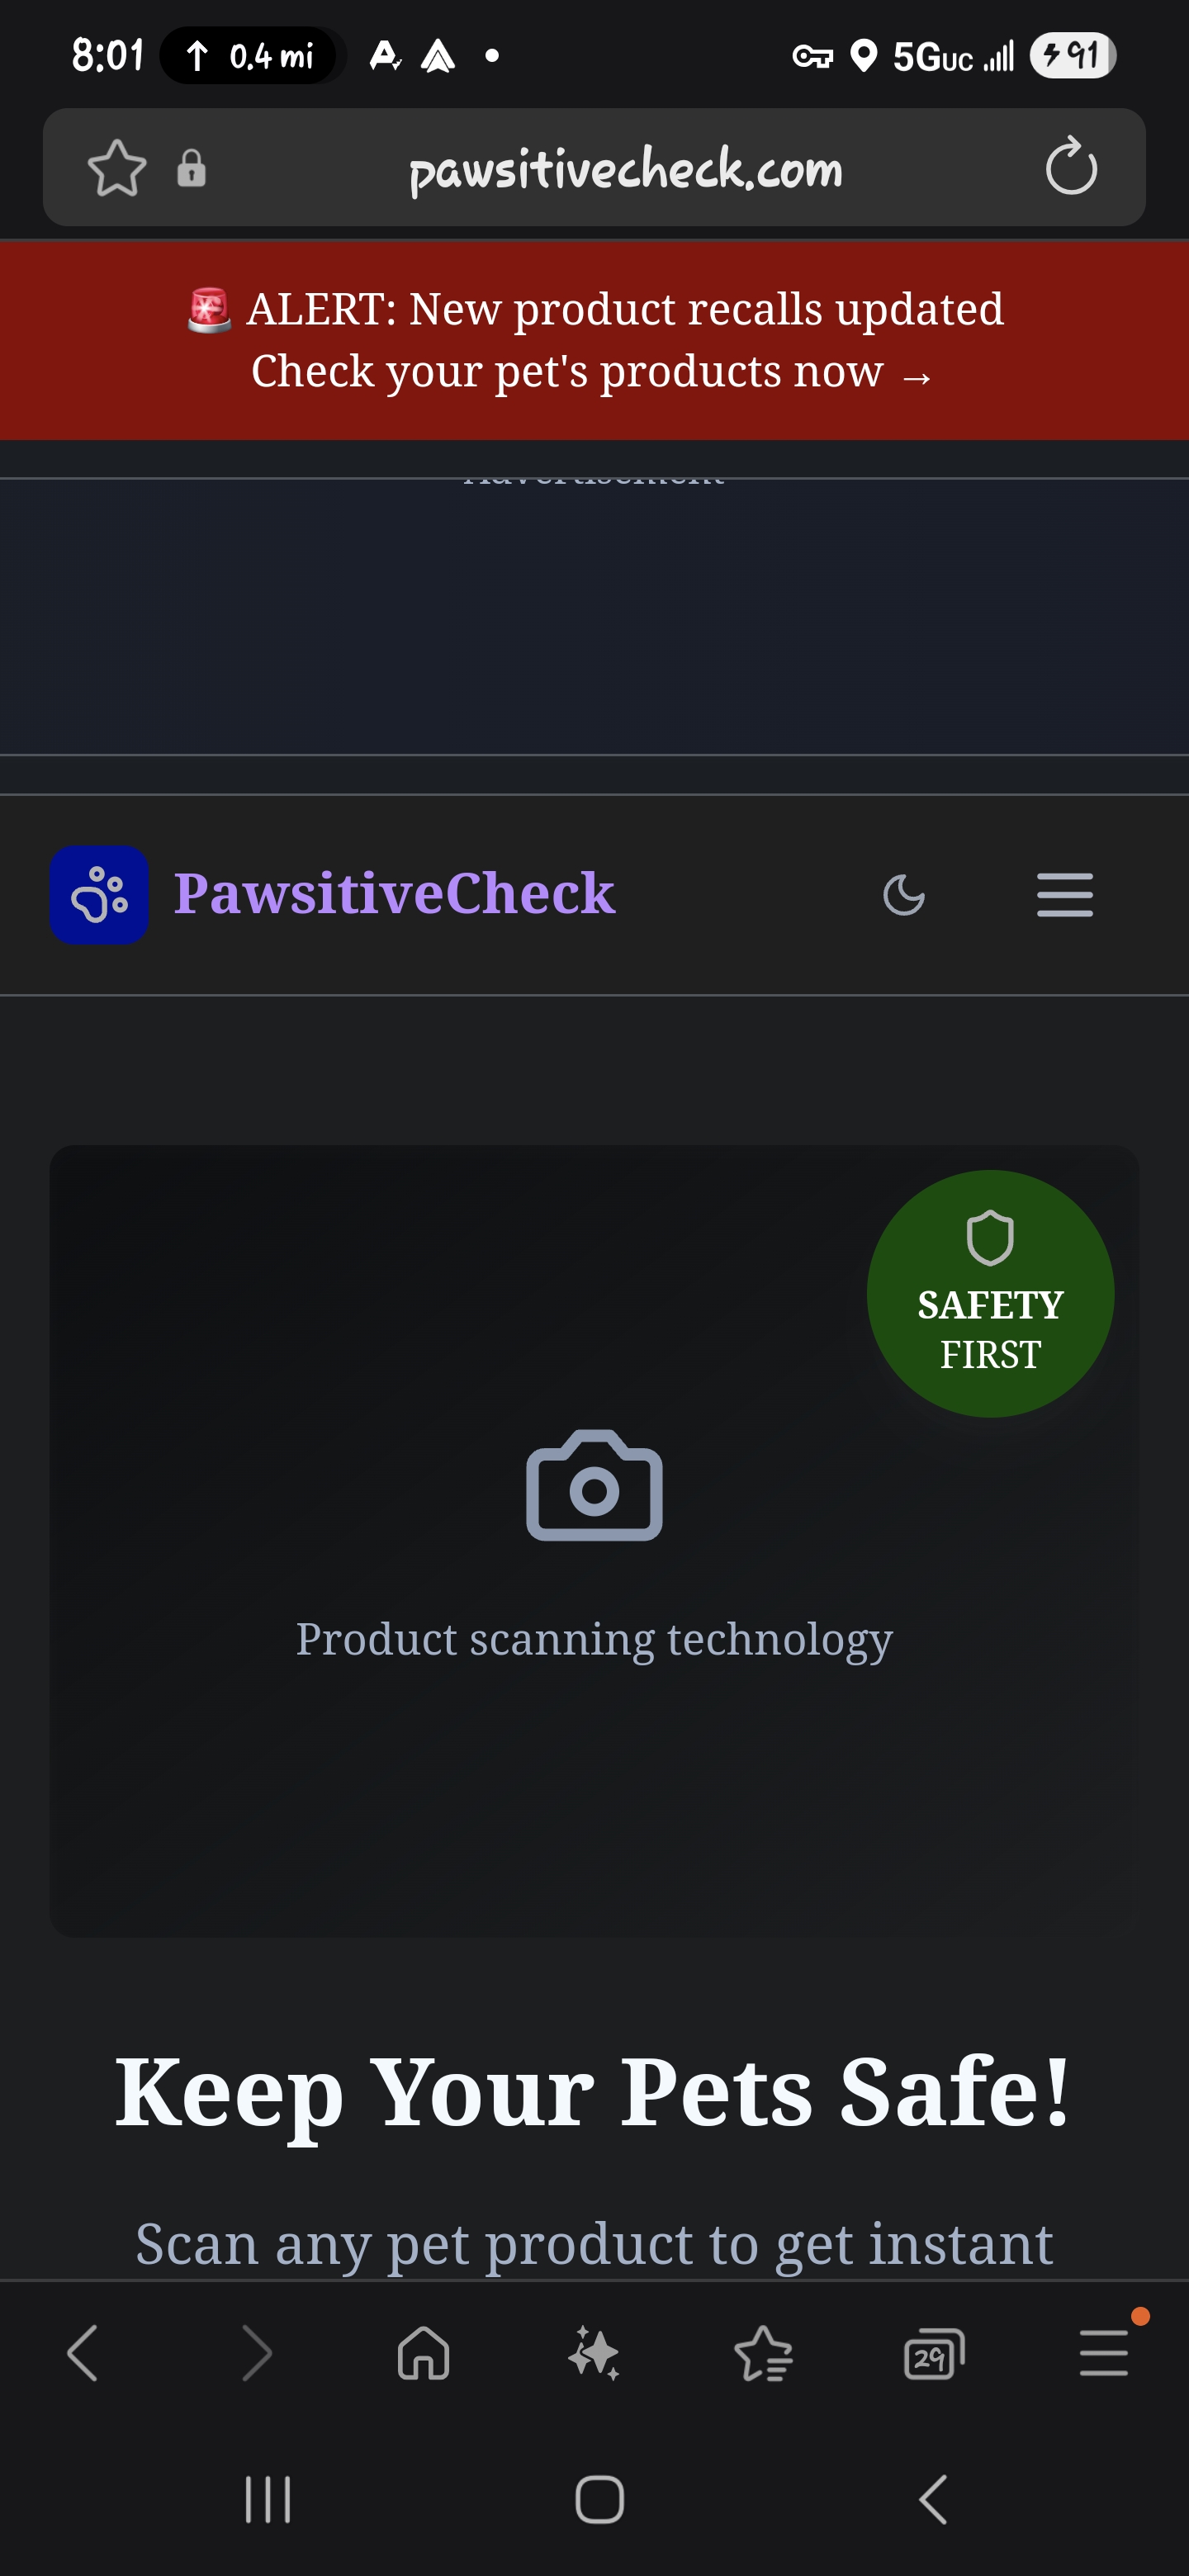 8:01 ↑ 0.4 mi 5GUC 91
pawsitivecheck.com
🚨 ALERT: New product recalls updated
Check your pet's products now →
Advertisement
PawsitiveCheck
SAFETY
FIRST
Product scanning technology
Keep Your Pets Safe!
Scan any pet product to get instant
29